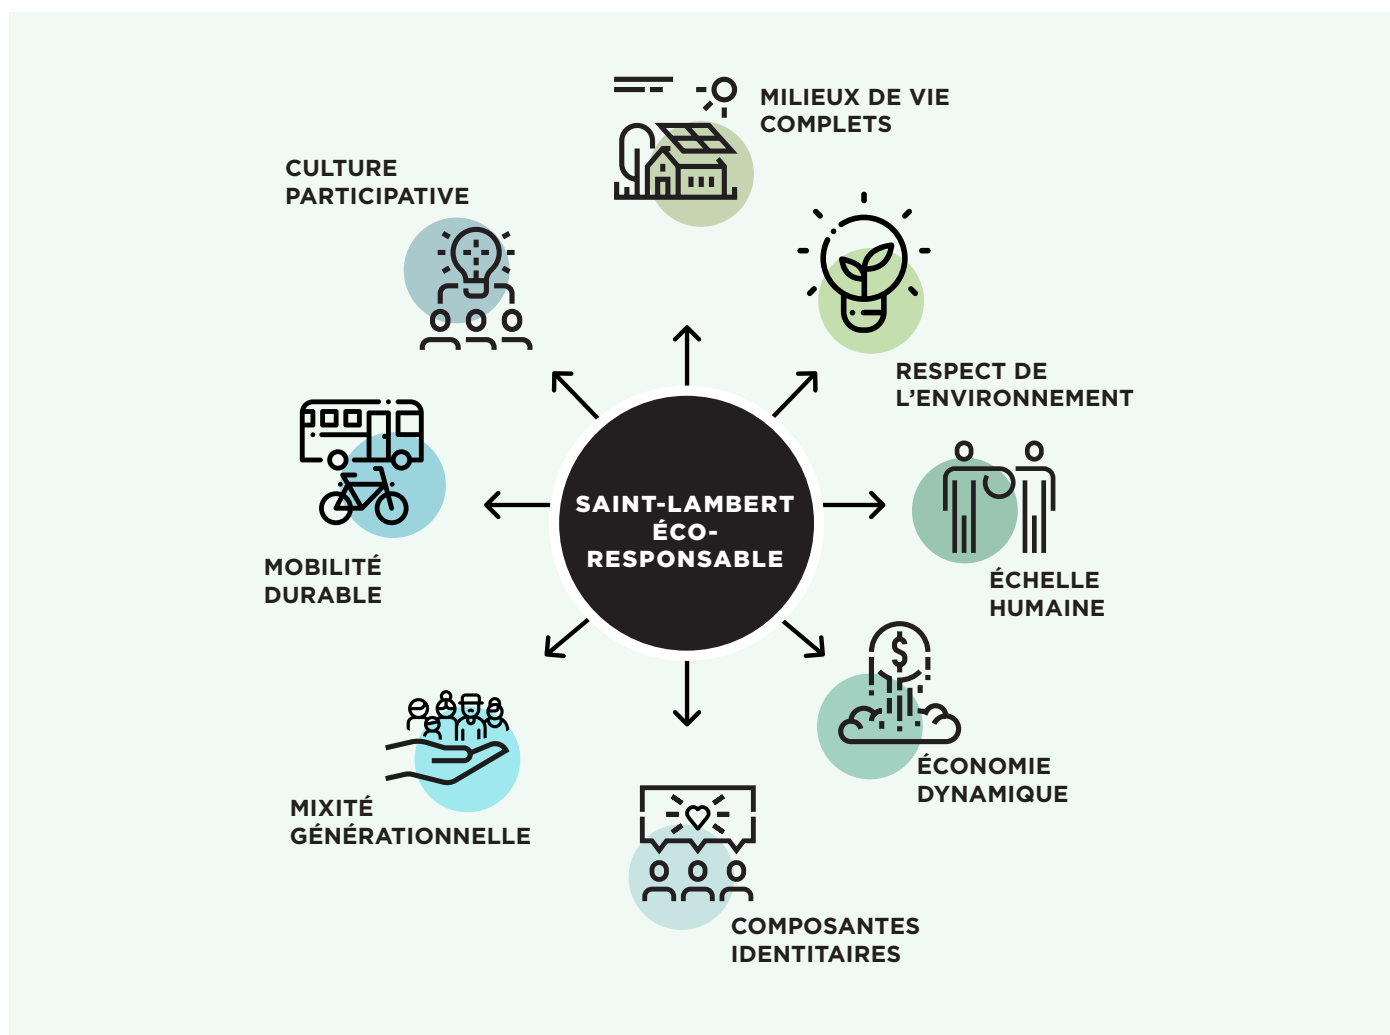 MILIEUX DE VIE
COMPLETS
CULTURE
PARTICIPATIVE
RESPECT DE
L'ENVIRONNEMENT
SAINT-LAMBERT
ÉCO-
RESPONSABLE
MOBILITÉ
DURABLE
ÉCHELLE
HUMAINE
$
ÉCONOMIE
DYNAMIQUE
MIXITÉ
GÉNÉRATIONNELLE
COMPOSANTES
IDENTITAIRES